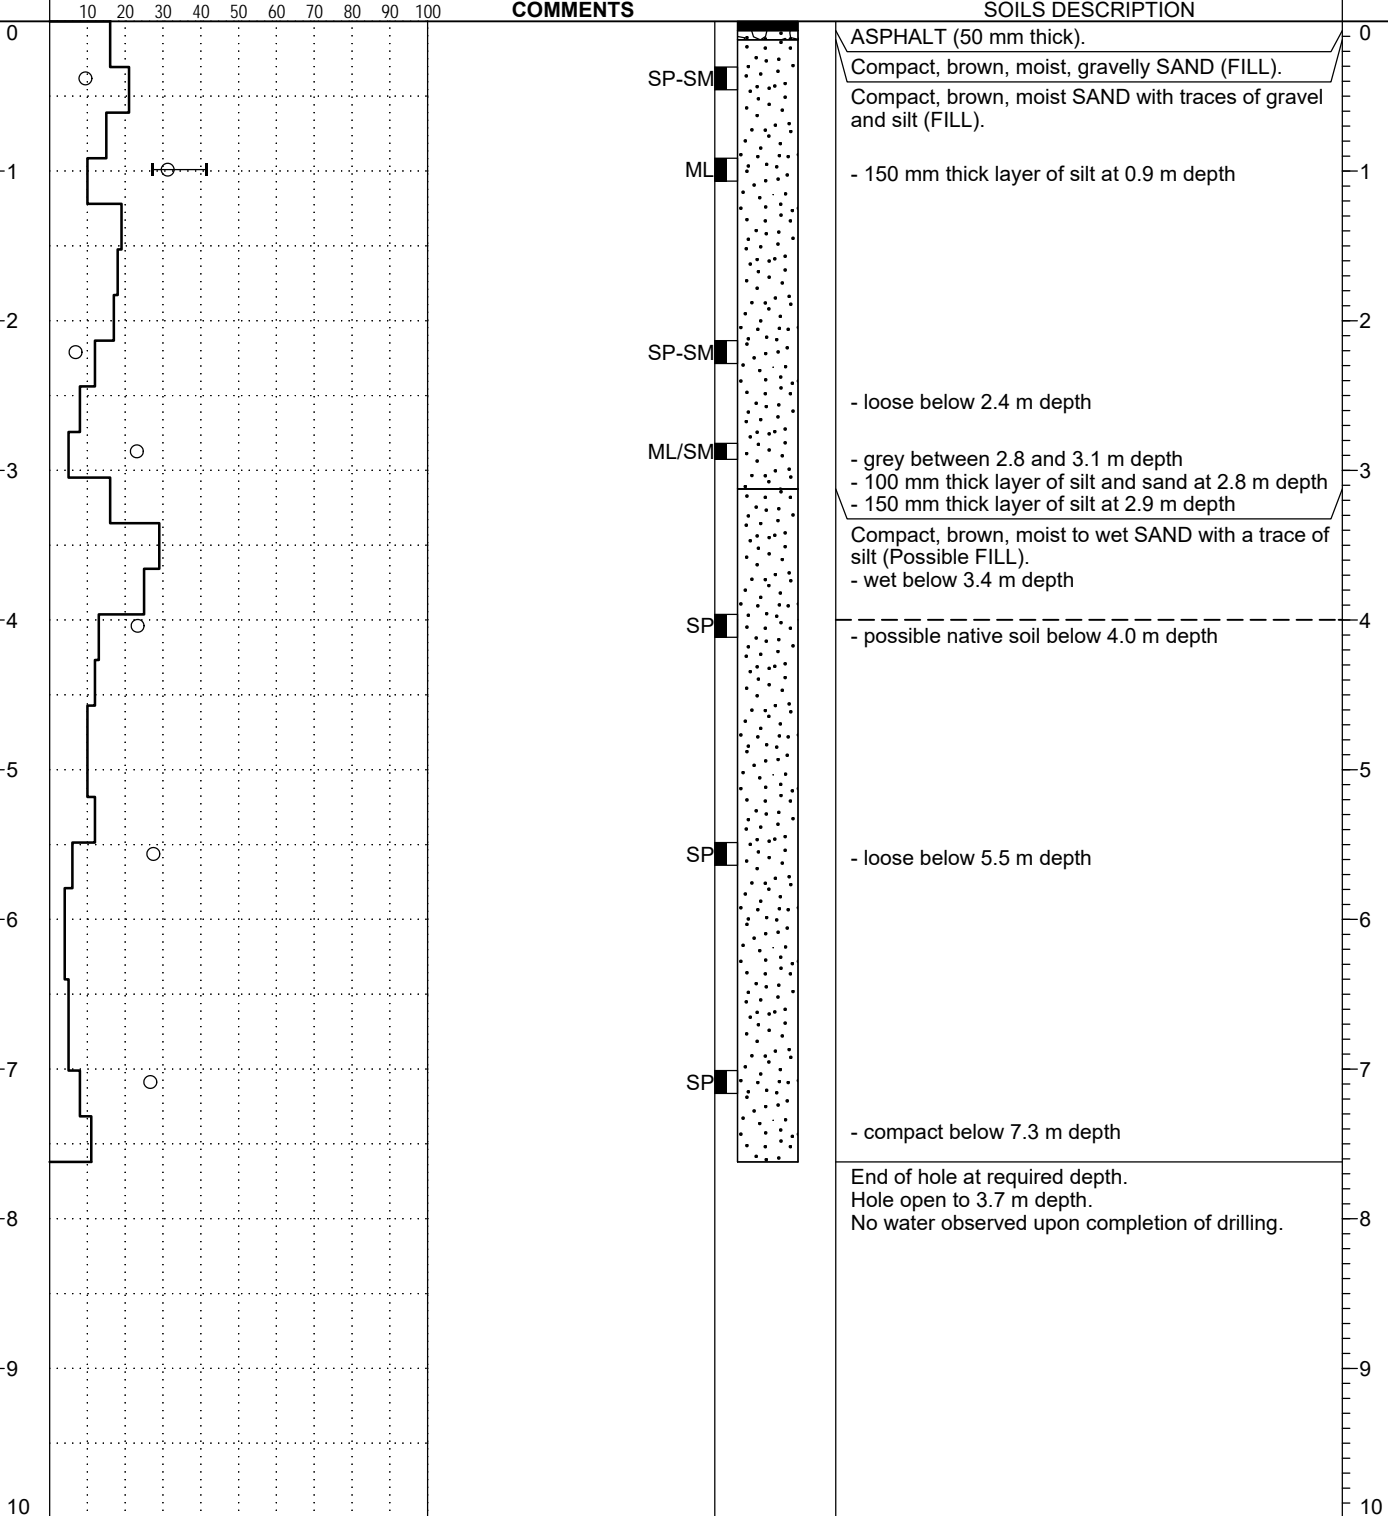 10 20 30 40 50 60 70 80 90 100 COMMENTS SOILS DESCRIPTION
0 ASPHALT (50 mm thick). 0
Compact, brown, moist, gravelly SAND (FILL).
SP-SM
Compact, brown, moist SAND with traces of gravel
and silt (FILL).
1 ML - 150 mm thick layer of silt at 0.9 m depth 1
2 2
SP-SM
- loose below 2.4 m depth
ML/SM
- grey between 2.8 and 3.1 m depth
3 3
- 100 mm thick layer of silt and sand at 2.8 m depth
- 150 mm thick layer of silt at 2.9 m depth
Compact, brown, moist to wet SAND with a trace of
silt (Possible FILL).
- wet below 3.4 m depth
4 SP 4
- possible native soil below 4.0 m depth
5 5
SP - loose below 5.5 m depth
6 6
7 SP 7
- compact below 7.3 m depth
End of hole at required depth.
Hole open to 3.7 m depth.
8 8
No water observed upon completion of drilling.
9 9
10 10